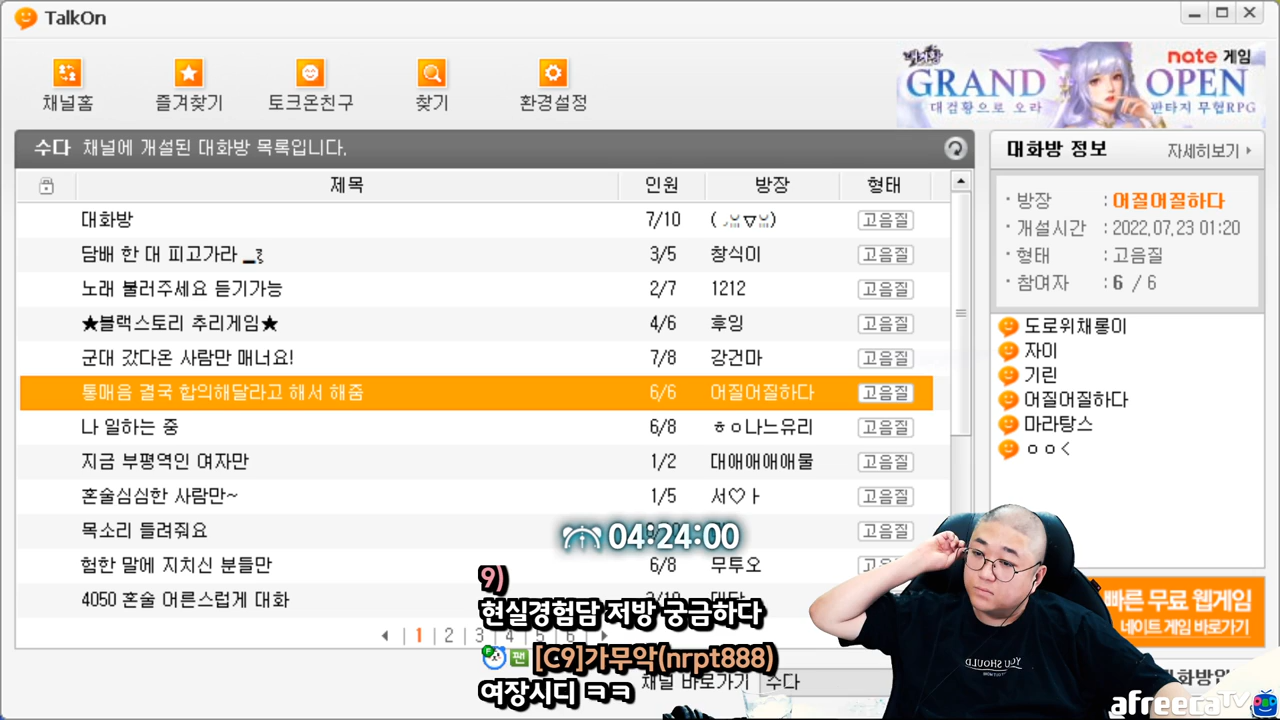 TalkOn
채널홈 즐겨찾기 토크온친구 찾기 환경설정
nate 게임
GRAND OPEN
대검황으로 오라 판타지 무협RPG
수다 채널에 개설된 대화방 목록입니다.
제목 인원 방장 형태
대화방 7/10 고음질
담배 한 대 피고가라 3/5 창식이 고음질
노래 불러주세요 듣기가능 2/7 1212 고음질
★블랙스토리 추리게임★ 4/6 후잉 고음질
군대 갔다온 사람만 매너요! 7/8 강건마 고음질
통매음 결국 합의해달라고 해서 해줌 6/6 어질어질하다 고음질
나 일하는 중 6/8 ㅎㅇ나느유리 고음질
지금 부평역인 여자만 1/2 대애애애애물 고음질
혼술심심한 사람만~ 1/5 서♡ㅏ 고음질
목소리 들려줘요 고음질
험한 말에 지치신 분들만 6/8 무투오
4050 혼술 어른스럽게 대화
1 2 3 4 5 6
채널 바로가기 수다
대화방 정보 자세히보기
방장 : 어질어질하다
개설시간 : 2022.07.23 01:20
형태 : 고음질
참여자 : 6 / 6
도로위채롱이
자이
기린
어질어질하다
마라탕스
ㅇㅇ<
빠른 무료 웹게임
네이트 게임 바로가기
04:24:00
9)
현실경험담 저방 궁금하다
F 팬 [C9]가무악(nrpt888)
여장시디 ㅋㅋ
YOU SHOULD
afreecaTV